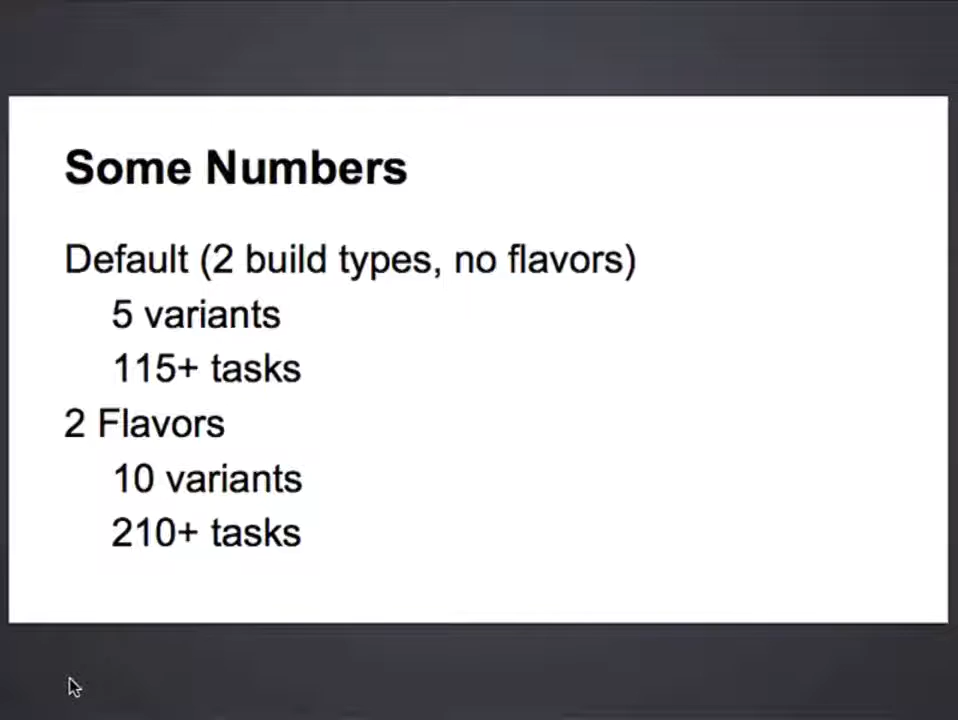 Some Numbers
Default (2 build types, no flavors)
5 variants
115+ tasks
2 Flavors
10 variants
210+ tasks